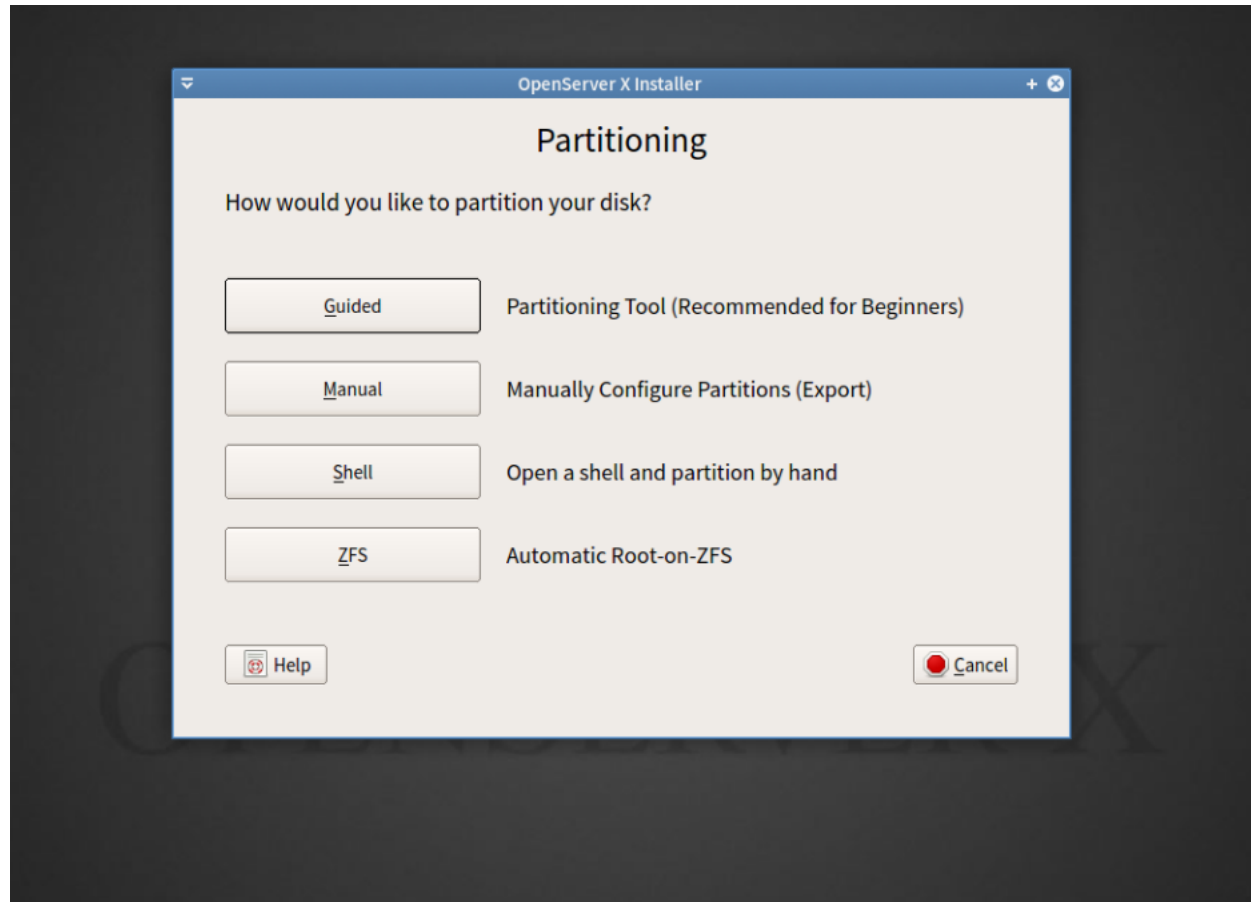 OpenServer X Installer
Partitioning
How would you like to partition your disk?
Guided Partitioning Tool (Recommended for Beginners)
Manual Manually Configure Partitions (Export)
Shell Open a shell and partition by hand
ZFS Automatic Root-on-ZFS
Help Cancel
OPENSERVER X